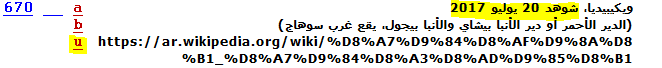 670 __ a ويكيبيديا، شوهد 20 يوليو 2017
b (الدير الأحمر أو دير الأنبا بيشاي والأنبا بيجول، يقع غرب سوهاج)
u https://ar.wikipedia.org/wiki/%D8%A7%D9%84%D8%AF%D9%8A%D8
%B1_%D8%A7%D9%84%D8%A3%D8%AD%D9%85%D8%B1